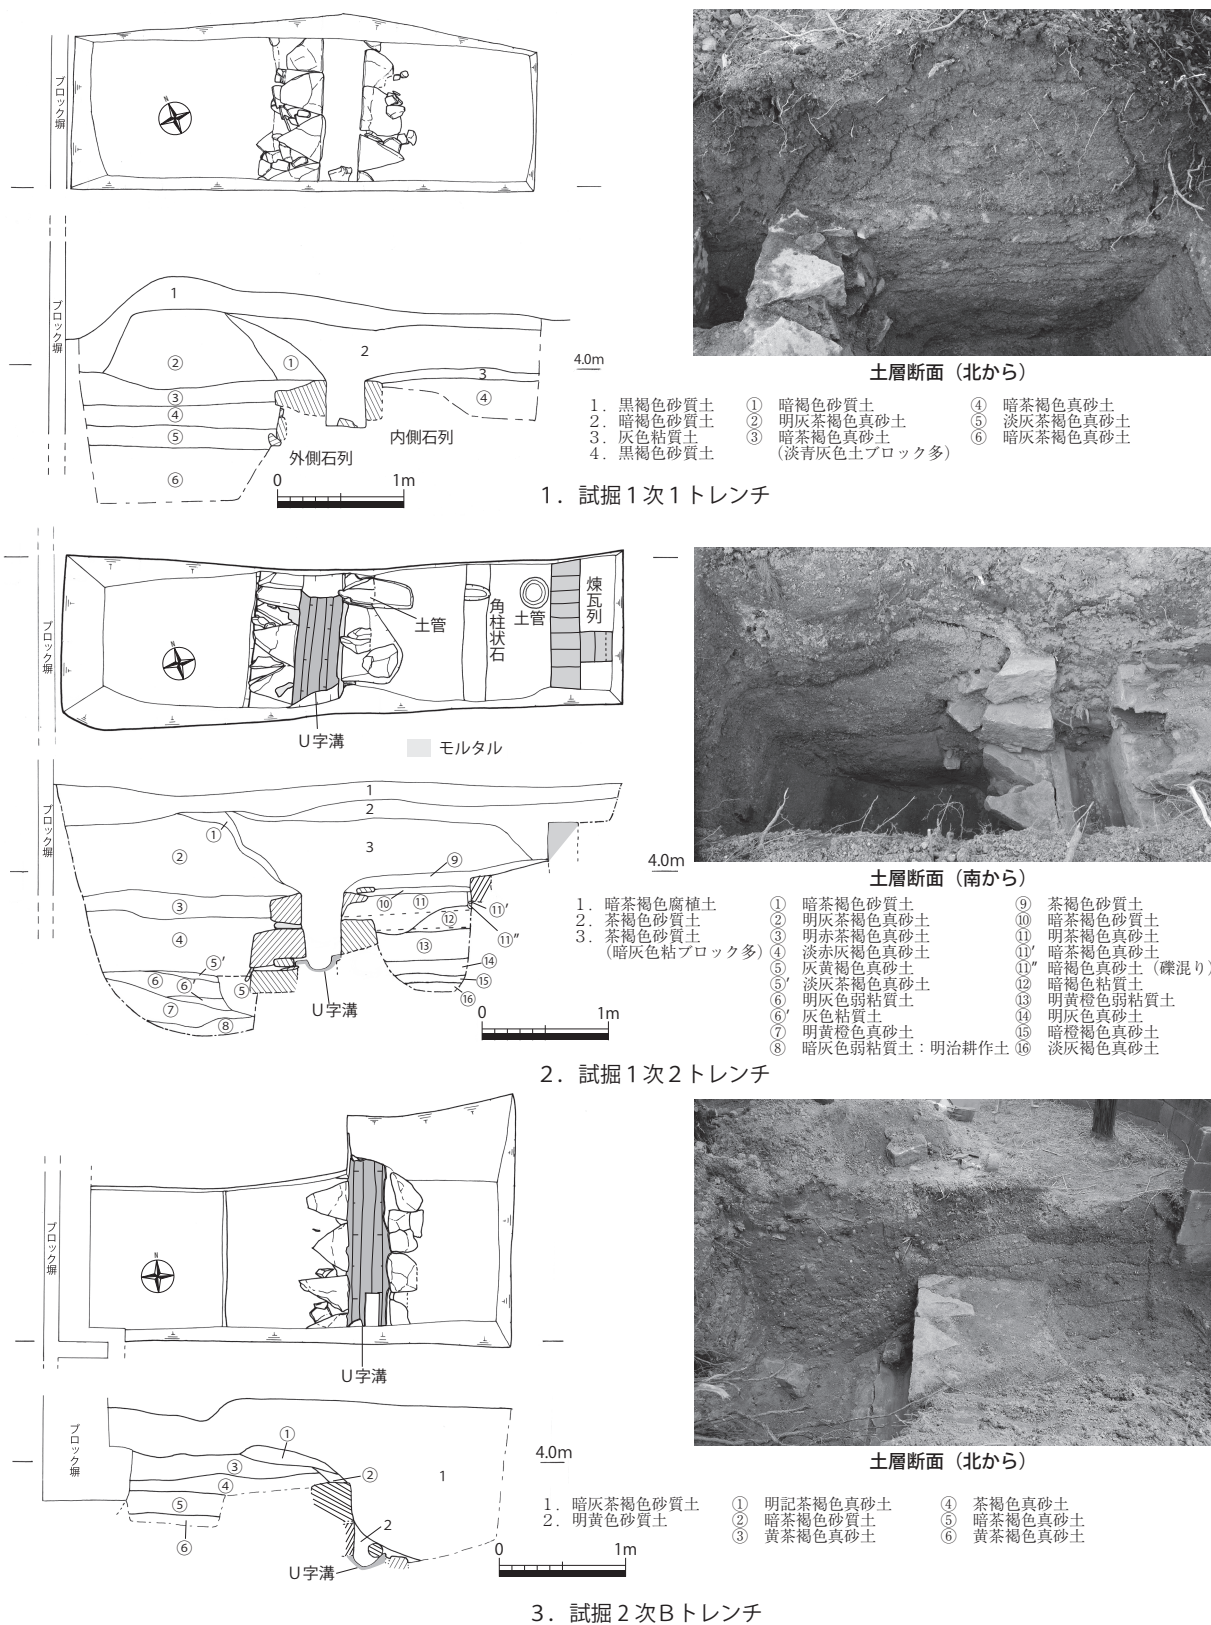 ブロック塀
N
ブロック塀
1
②
①
2
3
③
④
④
⑤
⑥
4.0m
内側石列
外側石列
0 1m
土層断面（北から）
1．黒褐色砂質土
2．暗褐色砂質土
3．灰色粘質土
4．黒褐色砂質土
① 暗褐色砂質土
② 明灰茶褐色真砂土
③ 暗茶褐色真砂土
（淡青灰色土ブロック多）
④ 暗茶褐色真砂土
⑤ 淡灰茶褐色真砂土
⑥ 暗灰茶褐色真砂土
1．試掘1次1トレンチ
ブロック塀
N
土管
角柱状石
土管
煉瓦列
U字溝
モルタル
ブロック塀
1
2
①
3
②
⑨
③
⑩
⑪
⑪′
⑫
⑪″
④
⑬
⑤′
⑭
⑥
⑥′
⑤
⑮
⑦
⑯
⑧
U字溝
4.0m
0 1m
土層断面（南から）
1．暗茶褐色腐植土
2．茶褐色砂質土
3．茶褐色砂質土
（暗灰色粘ブロック多）
① 暗茶褐色砂質土
② 明灰茶褐色真砂土
③ 明赤茶褐色真砂土
④ 淡赤灰褐色真砂土
⑤ 灰黄褐色真砂土
⑤′ 淡灰茶褐色真砂土
⑥ 明灰色弱粘質土
⑥′ 灰色粘質土
⑦ 明黄橙色真砂土
⑧ 暗灰色弱粘質土：明治耕作土
⑨ 茶褐色砂質土
⑩ 暗茶褐色砂質土
⑪ 明茶褐色真砂土
⑪′ 暗茶褐色砂質土
⑪″ 暗褐色真砂土（礫混り）
⑫ 暗褐色粘質土
⑬ 明黄橙色弱粘質土
⑭ 明灰色真砂土
⑮ 暗橙褐色真砂土
⑯ 淡灰褐色真砂土
2．試掘1次2トレンチ
ブロック塀
N
U字溝
ブロック塀
①
③
②
1
④
⑤
2
⑥
U字溝
4.0m
0 1m
土層断面（北から）
1．暗灰茶褐色砂質土
2．明黄色砂質土
① 明記茶褐色真砂土
② 暗茶褐色砂質土
③ 黄茶褐色真砂土
④ 茶褐色真砂土
⑤ 暗茶褐色真砂土
⑥ 黄茶褐色真砂土
3．試掘2次Bトレンチ